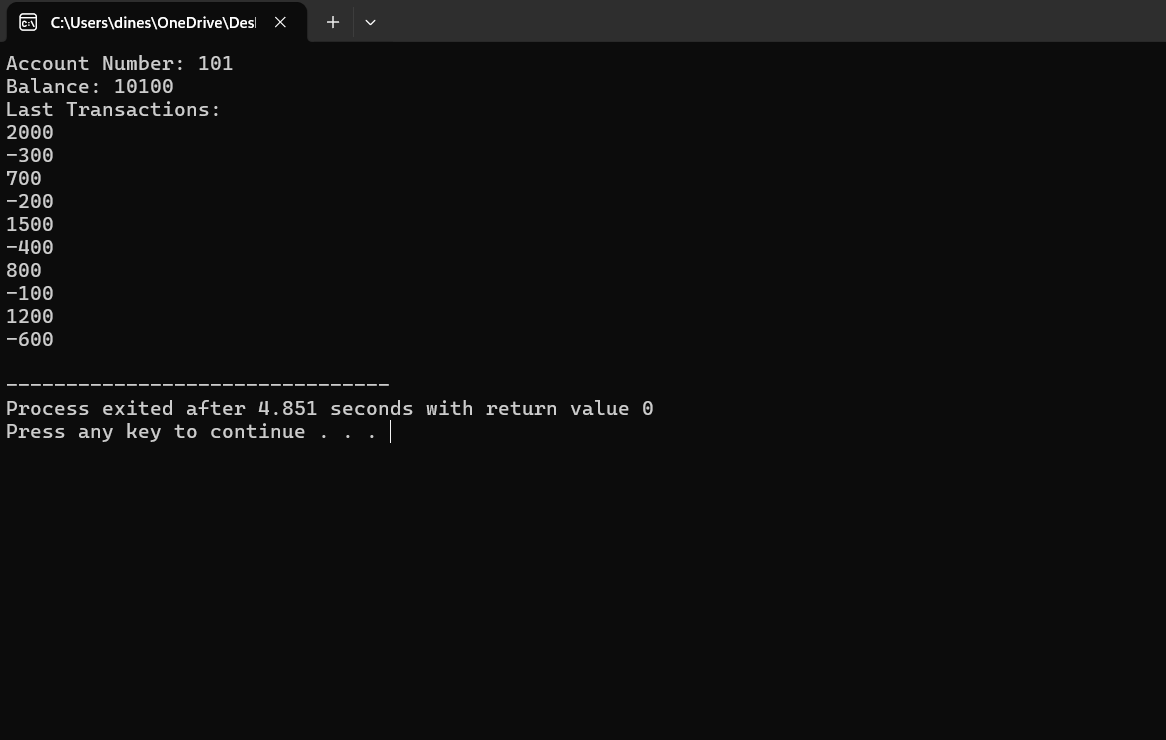 C:\Users\dines\OneDrive\Des
Account Number: 101
Balance: 10100
Last Transactions:
2000
-300
700
-200
1500
-400
800
-100
1200
-600
--------------------------------
Process exited after 4.851 seconds with return value 0
Press any key to continue . . .